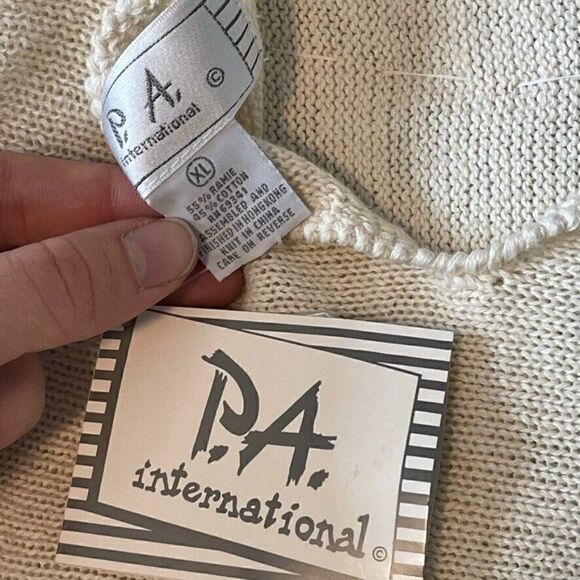 P. A. ©
international
XL
55% RAMIE
45% COTTON
RN 69341
ASSEMBLED AND
FINISHED IN HONGKONG
KNIT IN CHINA
CARE ON REVERSE
P.A.
international ©